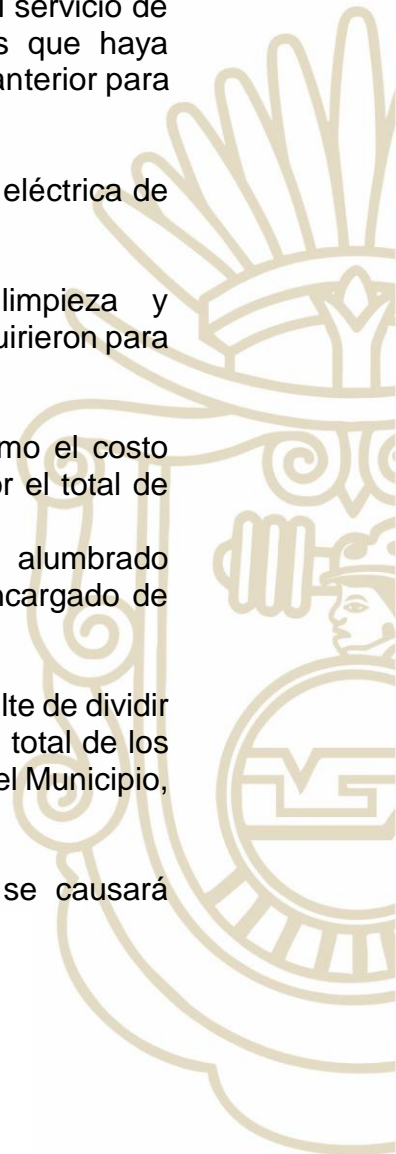 servicio de
s que haya
anterior para
eléctrica de
limpieza y
uirieron para
mo el costo
r el total de
alumbrado
ncargado de
lte de dividir
total de los
el Municipio,
se causará